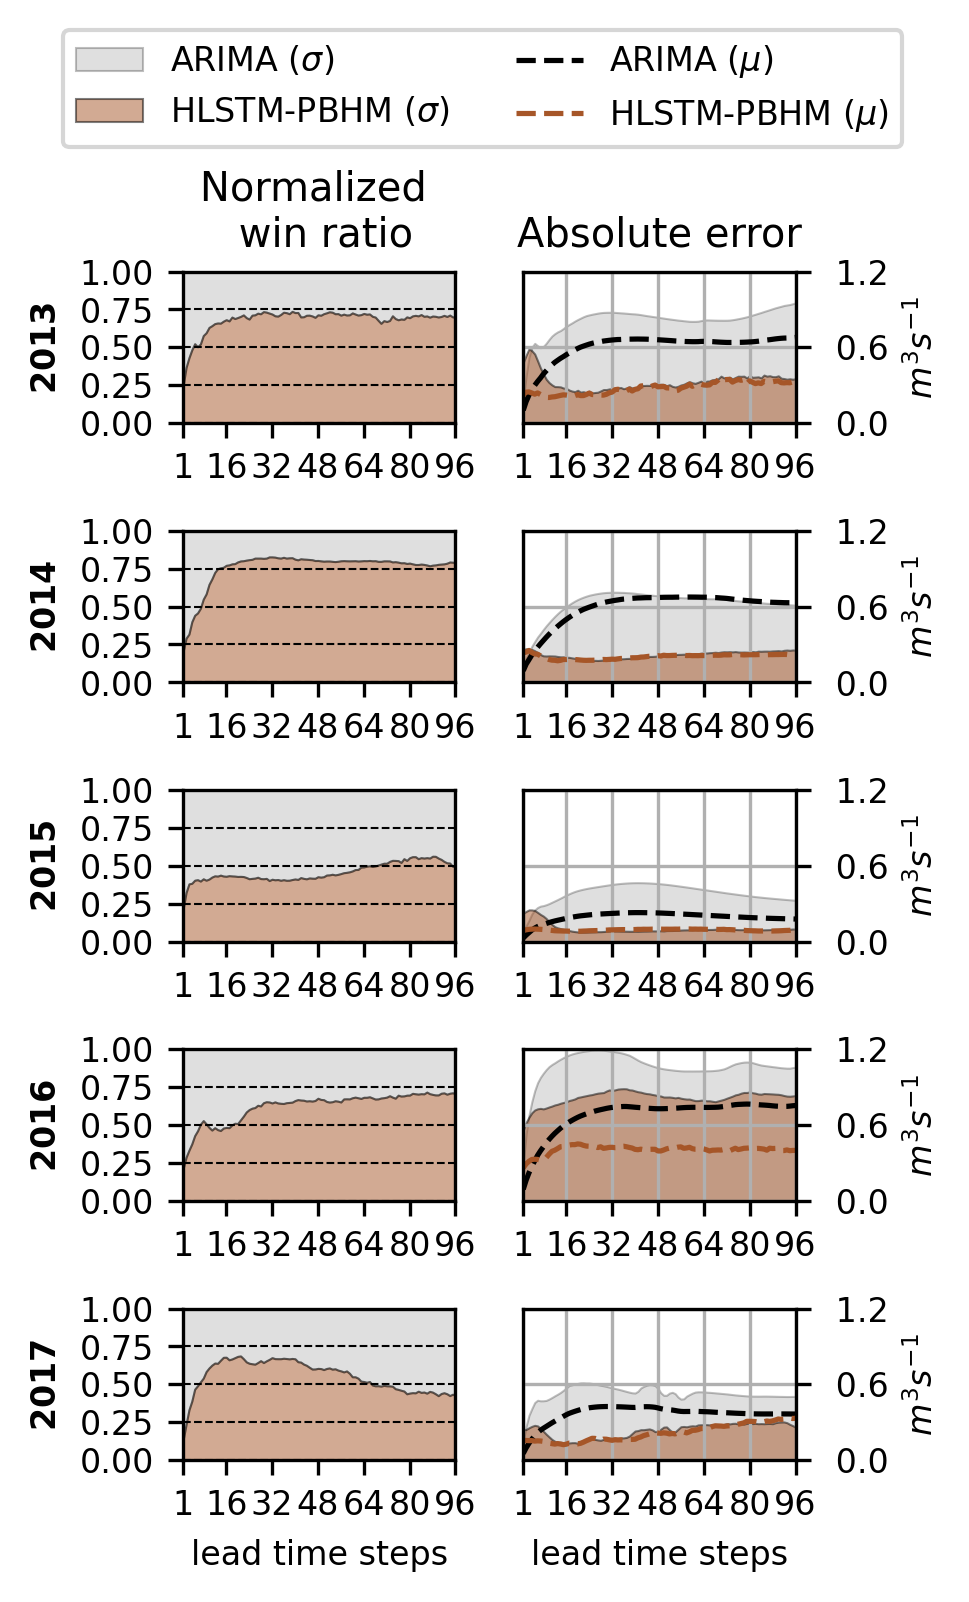 ARIMA (σ)
ARIMA (μ)
HLSTM-PBHM (σ)
HLSTM-PBHM (μ)
Normalized
win ratio
Absolute error
2013
1.00
0.75
0.50
0.25
0.00
1 16 32 48 64 80 96
1 16 32 48 64 80 96
1.2
0.6
0.0
m³s⁻¹
2014
1.00
0.75
0.50
0.25
0.00
1 16 32 48 64 80 96
1 16 32 48 64 80 96
1.2
0.6
0.0
m³s⁻¹
2015
1.00
0.75
0.50
0.25
0.00
1 16 32 48 64 80 96
1 16 32 48 64 80 96
1.2
0.6
0.0
m³s⁻¹
2016
1.00
0.75
0.50
0.25
0.00
1 16 32 48 64 80 96
1 16 32 48 64 80 96
1.2
0.6
0.0
m³s⁻¹
2017
1.00
0.75
0.50
0.25
0.00
1 16 32 48 64 80 96
1 16 32 48 64 80 96
1.2
0.6
0.0
m³s⁻¹
lead time steps
lead time steps